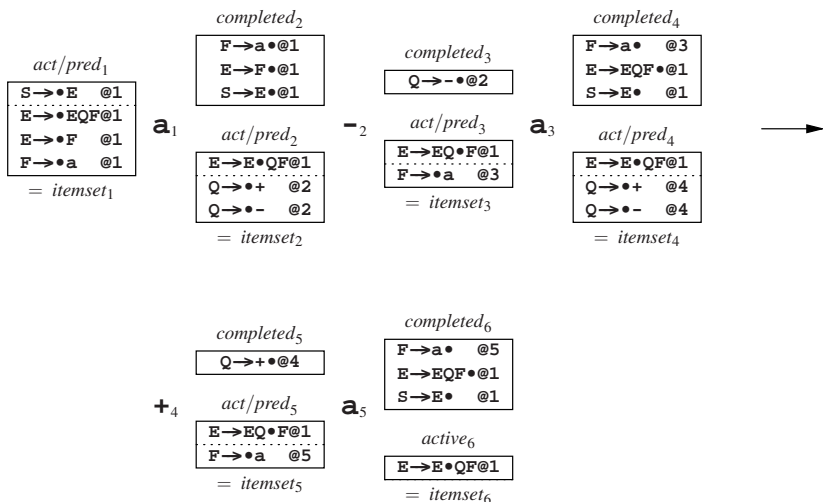 act/pred₁
S→•E @1
E→•EQF@1
E→•F @1
F→•a @1
= itemset₁
a₁
completed₂
F→a•@1
E→F•@1
S→E•@1
act/pred₂
E→E•QF@1
Q→•+ @2
Q→•- @2
= itemset₂
-₂
completed₃
Q→-•@2
act/pred₃
E→EQ•F@1
F→•a @3
= itemset₃
a₃
completed₄
F→a• @3
E→EQF•@1
S→E• @1
act/pred₄
E→E•QF@1
Q→•+ @4
Q→•- @4
= itemset₄
+₄
completed₅
Q→+•@4
act/pred₅
E→EQ•F@1
F→•a @5
= itemset₅
a₅
completed₆
F→a• @5
E→EQF•@1
S→E• @1
active₆
E→E•QF@1
= itemset₆